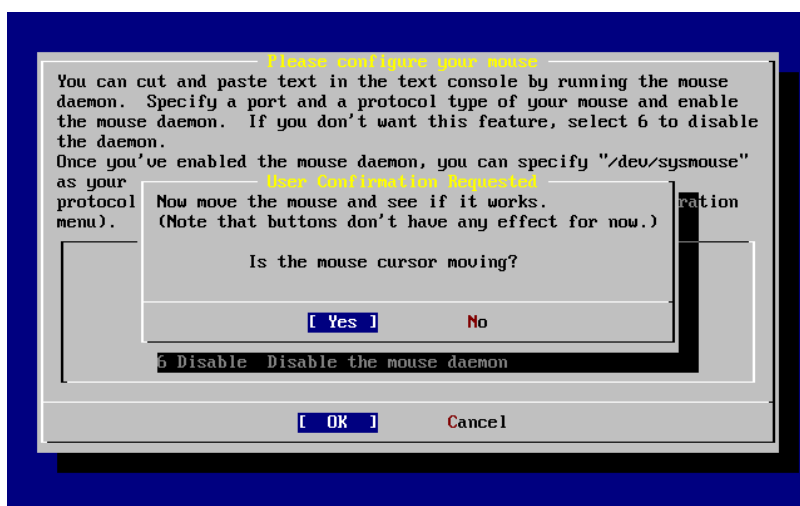 Please configure your mouse
You can cut and paste text in the text console by running the mouse
daemon.  Specify a port and a protocol type of your mouse and enable
the mouse daemon.  If you don't want this feature, select 6 to disable
the daemon.
Once you've enabled the mouse daemon, you can specify "/dev/sysmouse"
as your
User Confirmation Requested
protocol
Now move the mouse and see if it works.
ration
menu).
(Note that buttons don't have any effect for now.)
Is the mouse cursor moving?
[ Yes ]    No
6 Disable  Disable the mouse daemon
[  OK  ]    Cancel